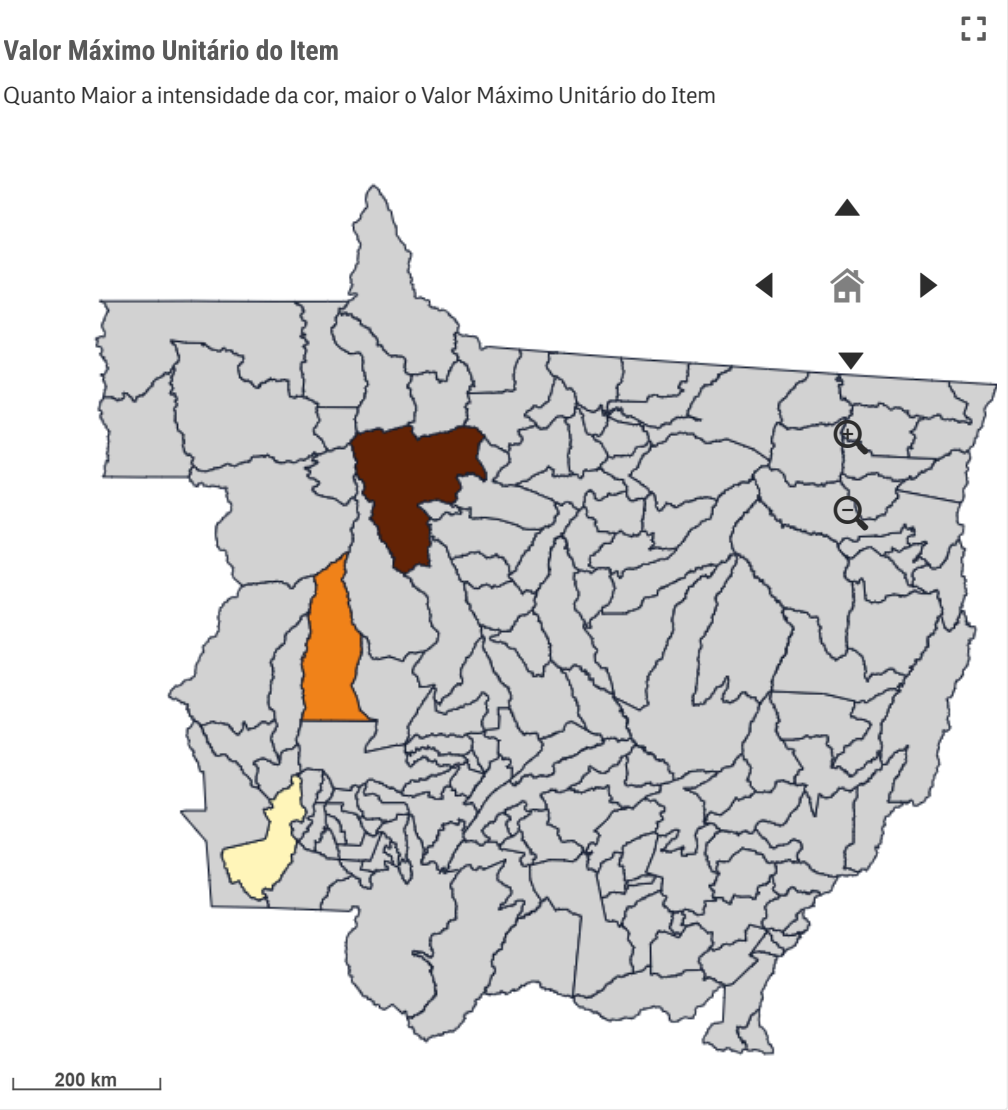 Valor Máximo Unitário do Item
Quanto Maior a intensidade da cor, maior o Valor Máximo Unitário do Item
200 km